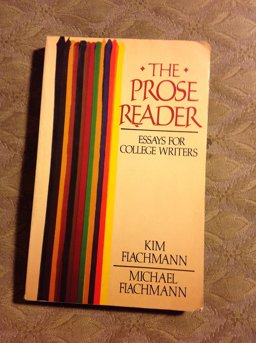 THE
PROSE
READER
ESSAYS FOR
COLLEGE WRITERS
KIM
FLACHMANN
MICHAEL
FLACHMANN